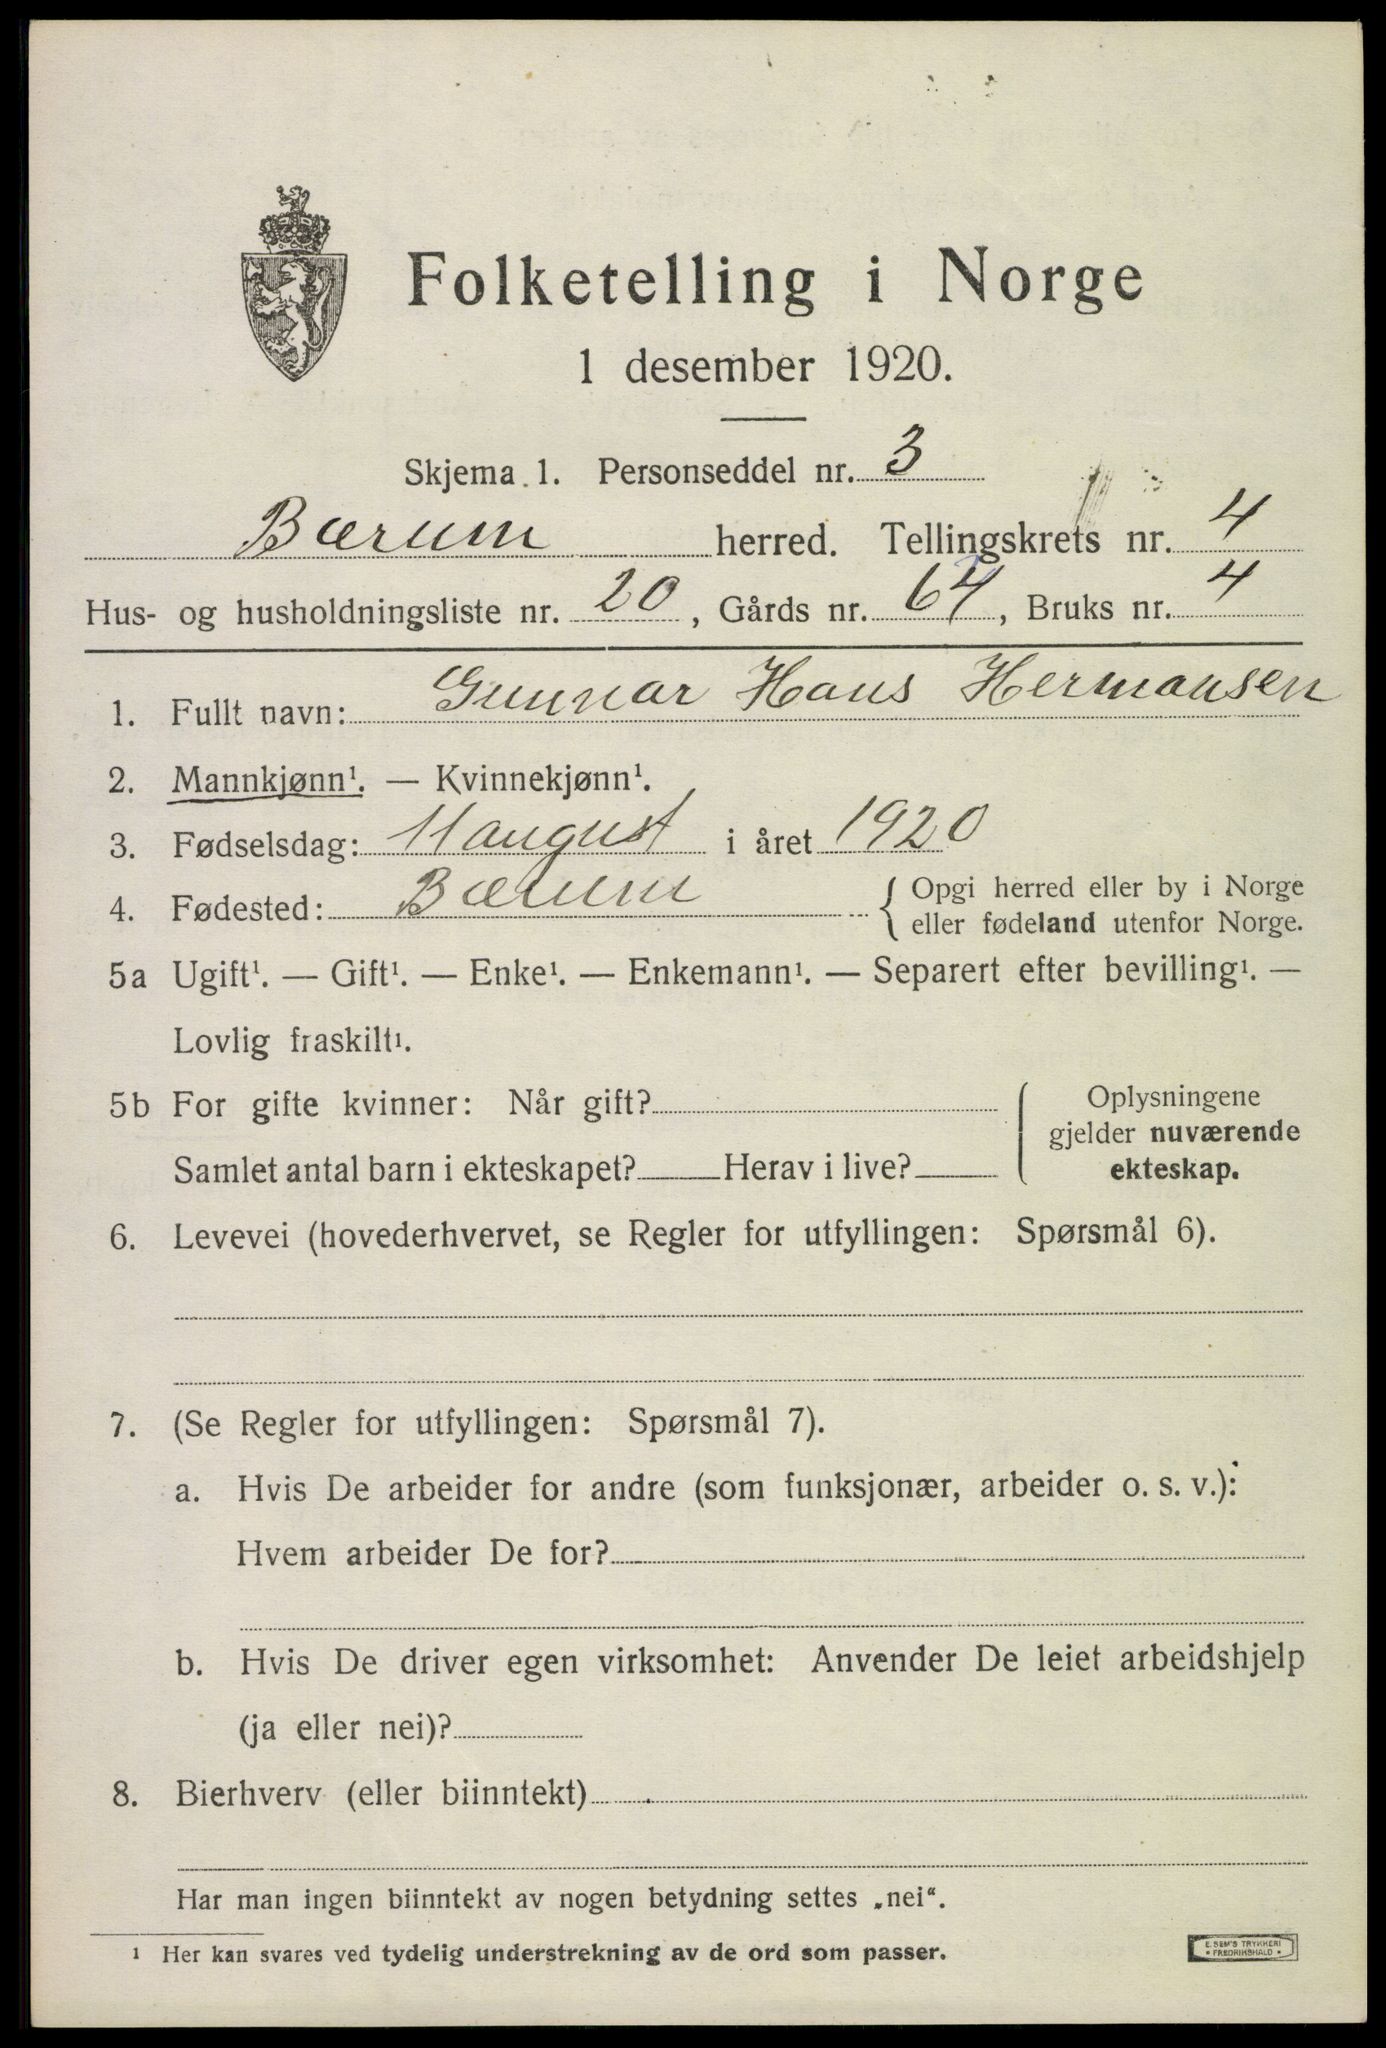 Folketelling i Norge
1 desember 1920.
Skjema 1. Personseddel nr. 3
Bærum herred. Tellingskrets nr. 4
Hus- og husholdningsliste nr. 20, Gårds nr. 64, Bruks nr. 4
1. Fullt navn: Gunnar Hans Hermansen
2. Mannkjønn¹. — Kvinnekjønn¹.
3. Fødselsdag: 11 august i året 1920
4. Fødested: Bærum { Opgi herred eller by i Norge
eller fødeland utenfor Norge.
5a Ugift¹. — Gift¹. — Enke¹. — Enkemann¹. — Separert efter bevilling¹. —
Lovlig fraskilt¹.
5b For gifte kvinner: Når gift? { Oplysningene
gjelder nuværende
Samlet antal barn i ekteskapet? Herav i live? ekteskap.
6. Levevei (hovederhvervet, se Regler for utfyllingen: Spørsmål 6).
7. (Se Regler for utfyllingen: Spørsmål 7).
a. Hvis De arbeider for andre (som funksjonær, arbeider o. s. v.):
Hvem arbeider De for?
b. Hvis De driver egen virksomhet: Anvender De leiet arbeidshjelp
(ja eller nei)?
8. Bierhverv (eller biinntekt)
Har man ingen biinntekt av nogen betydning settes „nei“.
¹ Her kan svares ved tydelig understrekning av de ord som passer.
E. SEM'S TRYKKERI
• FREDRIKSHALD •